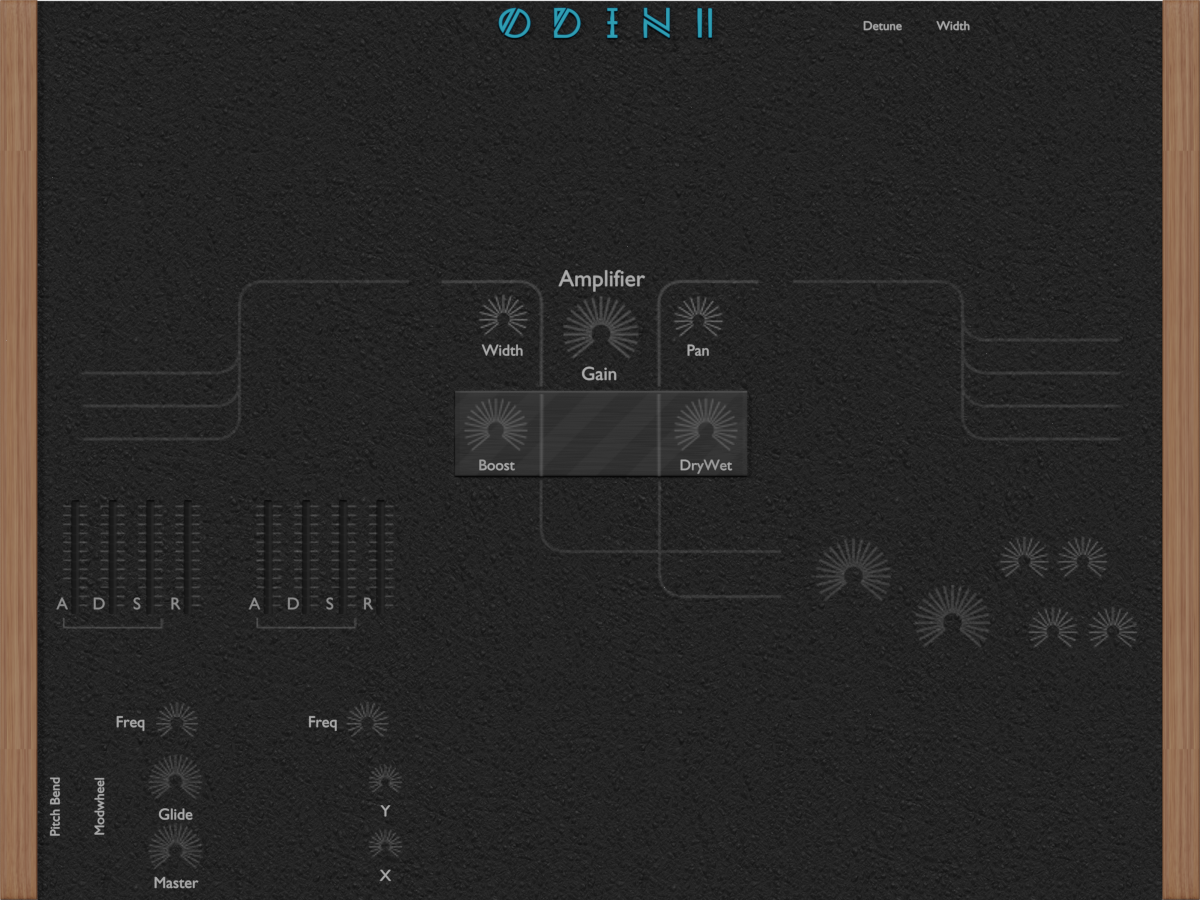 ODIN II
Detune Width
Amplifier
Width
Pan
Gain
Boost
DryWet
A D S R
A D S R
Freq
Freq
Pitch Bend
Modwheel
Glide
Y
Master
X